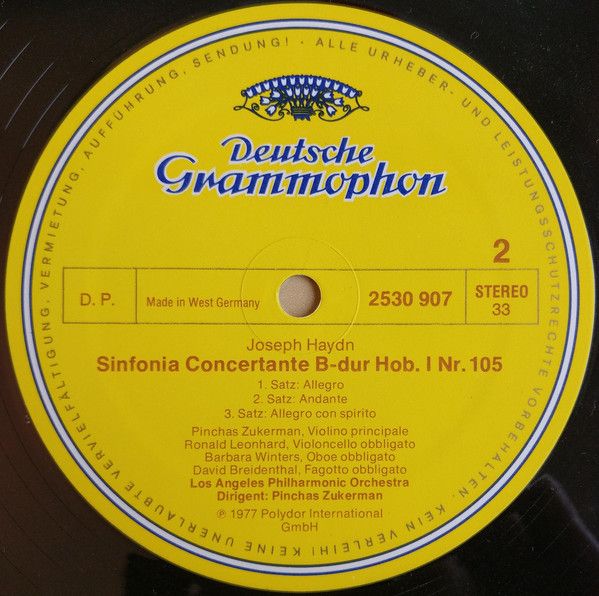 KEINE UNERLAUBTE VERVIELFÄLTIGUNG, VERMIETUNG, AUFFÜHRUNG, SENDUNG! · ALLE URHEBER- UND LEISTUNGSSCHUTZRECHTE VORBEHALTEN. KEIN VERLEIH!
Deutsche
Grammophon
2
D. P.
Made in West Germany
2530 907
STEREO
33
Joseph Haydn
Sinfonia Concertante B-dur Hob. I Nr. 105
1. Satz: Allegro
2. Satz: Andante
3. Satz: Allegro con spirito
Pinchas Zukerman, Violino principale
Ronald Leonhard, Violoncello obbligato
Barbara Winters, Oboe obbligato
David Breidenthal, Fagotto obbligato
Los Angeles Philharmonic Orchestra
Dirigent: Pinchas Zukerman
℗ 1977 Polydor International
GmbH